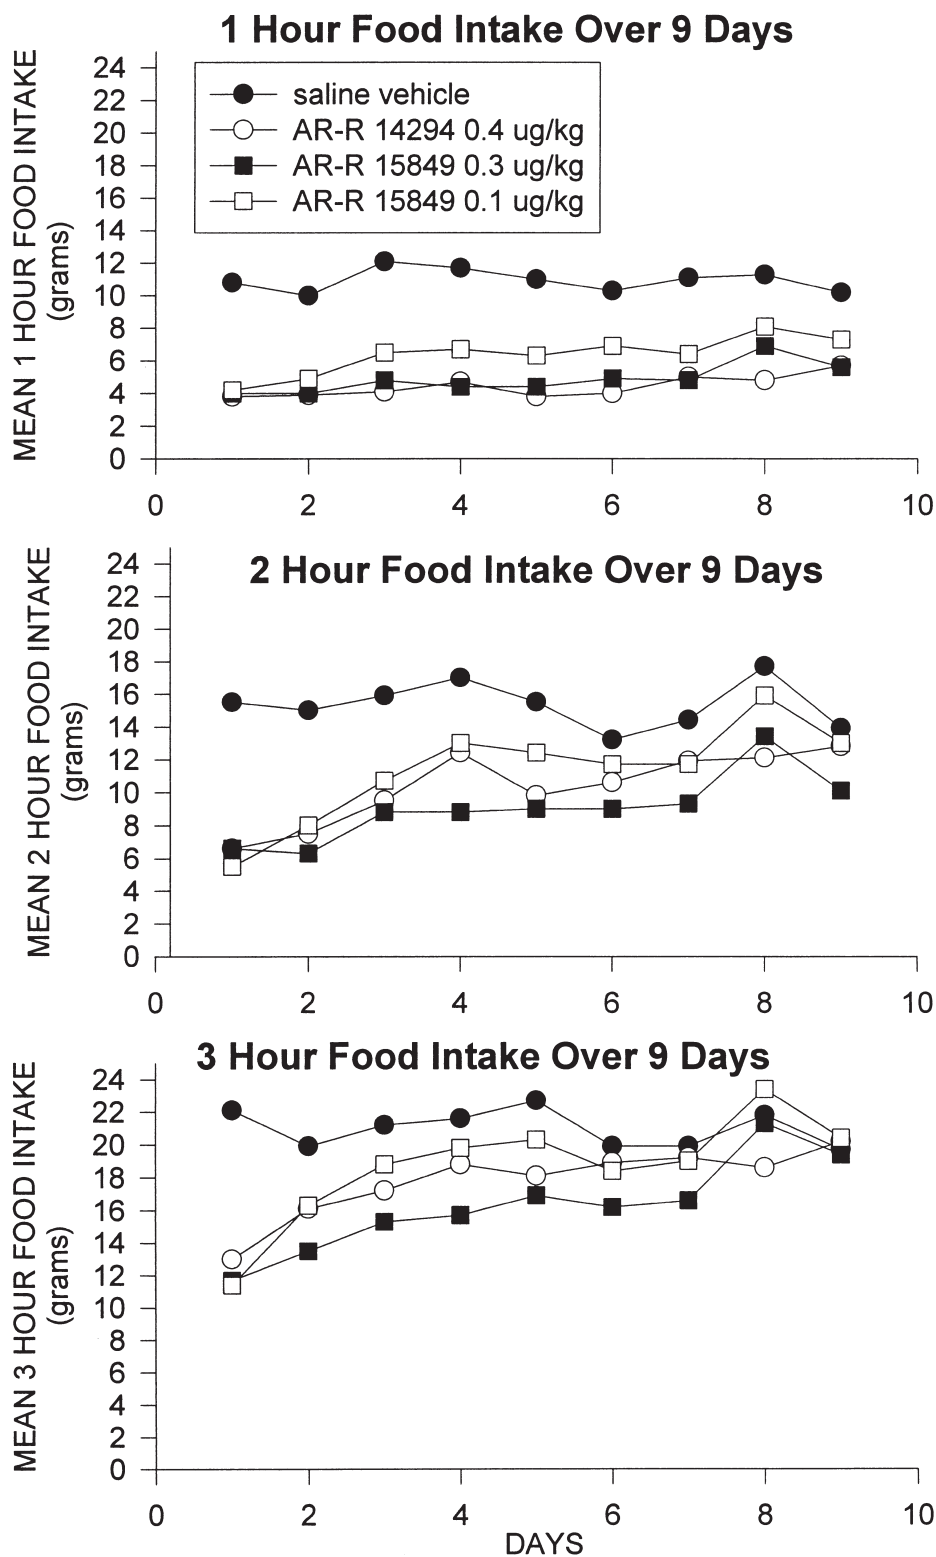 1 Hour Food Intake Over 9 Days
MEAN 1 HOUR FOOD INTAKE
(grams)
24
22
20
18
16
14
12
10
8
6
4
2
0
saline vehicle
AR-R 14294 0.4 ug/kg
AR-R 15849 0.3 ug/kg
AR-R 15849 0.1 ug/kg
0 2 4 6 8 10
2 Hour Food Intake Over 9 Days
MEAN 2 HOUR FOOD INTAKE
(grams)
24
22
20
18
16
14
12
10
8
6
4
2
0
0 2 4 6 8 10
3 Hour Food Intake Over 9 Days
MEAN 3 HOUR FOOD INTAKE
(grams)
24
22
20
18
16
14
12
10
8
6
4
2
0
0 2 4 6 8 10
DAYS